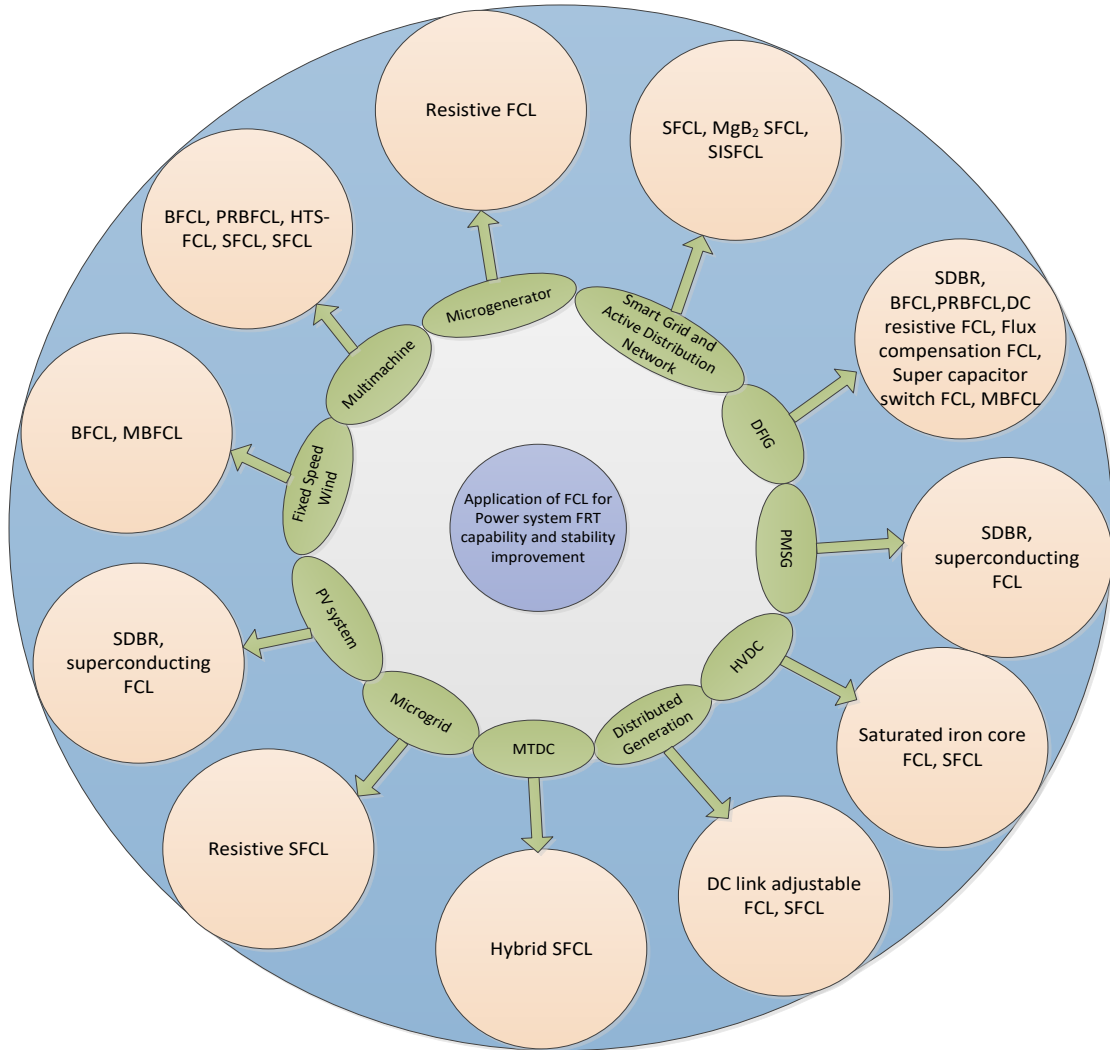 Resistive FCL
SFCL, MgB₂ SFCL,
SISFCL
BFCL, PRBFCL, HTS-
FCL, SFCL, SFCL
SDBR,
BFCL,PRBFCL,DC
resistive FCL, Flux
compensation FCL,
Super capacitor
switch FCL, MBFCL
Microgenerator
Smart Grid and
Active Distribution
Network
Multimachine
DFIG
BFCL, MBFCL
Fixed Speed
Wind
Application of FCL for
Power system FRT
capability and stability
improvement
PMSG
SDBR,
superconducting
FCL
PV system
SDBR,
superconducting
FCL
HVDC
Microgrid
Distributed
Generation
MTDC
Saturated iron core
FCL, SFCL
Resistive SFCL
DC link adjustable
FCL, SFCL
Hybrid SFCL